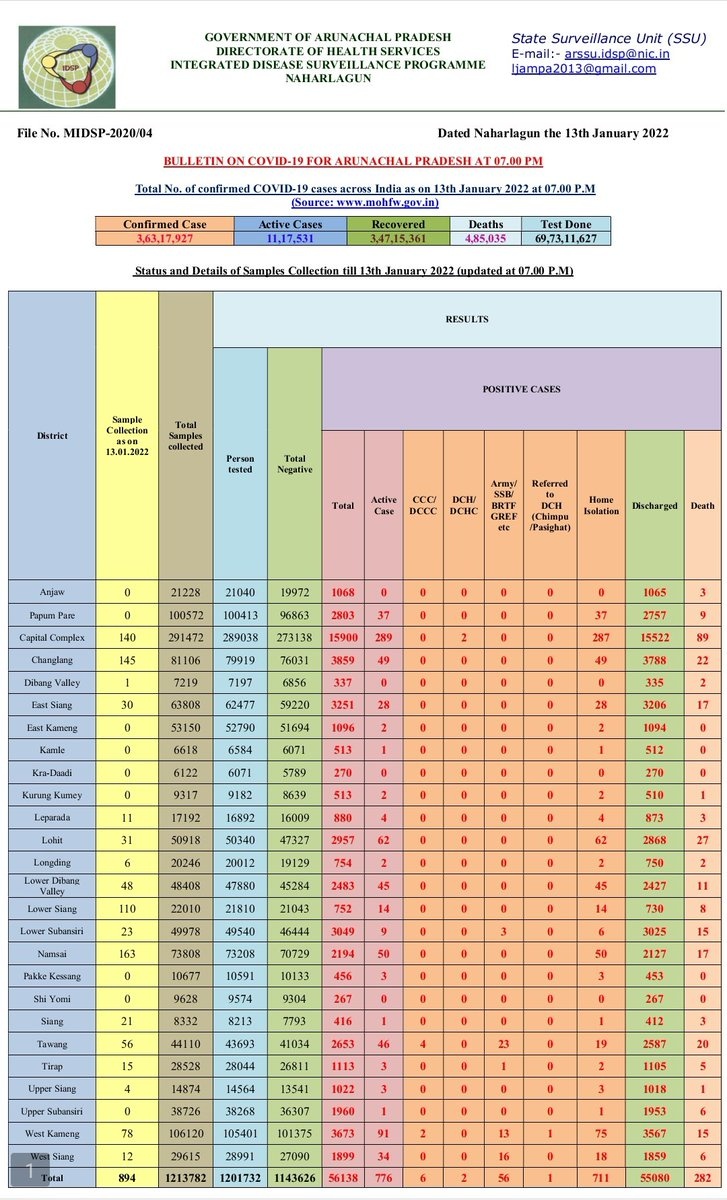 IDSP
GOVERNMENT OF ARUNACHAL PRADESH
DIRECTORATE OF HEALTH SERVICES
INTEGRATED DISEASE SURVEILLANCE PROGRAMME
NAHARLAGUN
State Surveillance Unit (SSU)
E-mail:- arssu.idsp@nic.in
ljampa2013@gmail.com
File No. MIDSP-2020/04 Dated Naharlagun the 13th January 2022
BULLETIN ON COVID-19 FOR ARUNACHAL PRADESH AT 07.00 PM
Total No. of confirmed COVID-19 cases across India as on 13th January 2022 at 07.00 P.M
(Source: www.mohfw.gov.in)
Confirmed Case Active Cases Recovered Deaths Test Done
3,63,17,927 11,17,531 3,47,15,361 4,85,035 69,73,11,627
Status and Details of Samples Collection till 13th January 2022 (updated at 07.00 P.M)
RESULTS
POSITIVE CASES
District
Sample
Collection
as on
13.01.2022
Total
Samples
collected
Person
tested
Total
Negative
Total
Active
Case
CCC/
DCCC
DCH/
DCHC
Army/
SSB/
BRTF
GREF
etc
Referred
to
DCH
(Chimpu
/Pasighat)
Home
Isolation
Discharged
Death
Anjaw 0 21228 21040 19972 1068 0 0 0 0 0 0 1065 3
Papum Pare 0 100572 100413 96863 2803 37 0 0 0 0 37 2757 9
Capital Complex 140 291472 289038 273138 15900 289 0 2 0 0 287 15522 89
Changlang 145 81106 79919 76031 3859 49 0 0 0 0 49 3788 22
Dibang Valley 1 7219 7197 6856 337 0 0 0 0 0 0 335 2
East Siang 30 63808 62477 59220 3251 28 0 0 0 0 28 3206 17
East Kameng 0 53150 52790 51694 1096 2 0 0 0 0 2 1094 0
Kamle 0 6618 6584 6071 513 1 0 0 0 0 1 512 0
Kra-Daadi 0 6122 6071 5789 270 0 0 0 0 0 0 270 0
Kurung Kumey 0 9317 9182 8639 513 2 0 0 0 0 2 510 1
Leparada 11 17192 16892 16009 880 4 0 0 0 0 4 873 3
Lohit 31 50918 50340 47327 2957 62 0 0 0 0 62 2868 27
Longding 6 20246 20012 19129 754 2 0 0 0 0 2 750 2
Lower Dibang
Valley 48 48408 47880 45284 2483 45 0 0 0 0 45 2427 11
Lower Siang 110 22010 21810 21043 752 14 0 0 0 0 14 730 8
Lower Subansiri 23 49978 49540 46444 3049 9 0 0 3 0 6 3025 15
Namsai 163 73808 73208 70729 2194 50 0 0 0 0 50 2127 17
Pakke Kessang 0 10677 10591 10133 456 3 0 0 0 0 3 453 0
Shi Yomi 0 9628 9574 9304 267 0 0 0 0 0 0 267 0
Siang 21 8332 8213 7793 416 1 0 0 0 0 1 412 3
Tawang 56 44110 43693 41034 2653 46 4 0 23 0 19 2587 20
Tirap 15 28528 28044 26811 1113 3 0 0 1 0 2 1105 5
Upper Siang 4 14874 14564 13541 1022 3 0 0 0 0 3 1018 1
Upper Subansiri 0 38726 38268 36307 1960 1 0 0 0 0 1 1953 6
West Kameng 78 106120 105401 101375 3673 91 2 0 13 1 75 3567 15
West Siang 12 29615 28991 27090 1899 34 0 0 16 0 18 1859 6
Total 894 1213782 1201732 1143626 56138 776 6 2 56 1 711 55080 282
1